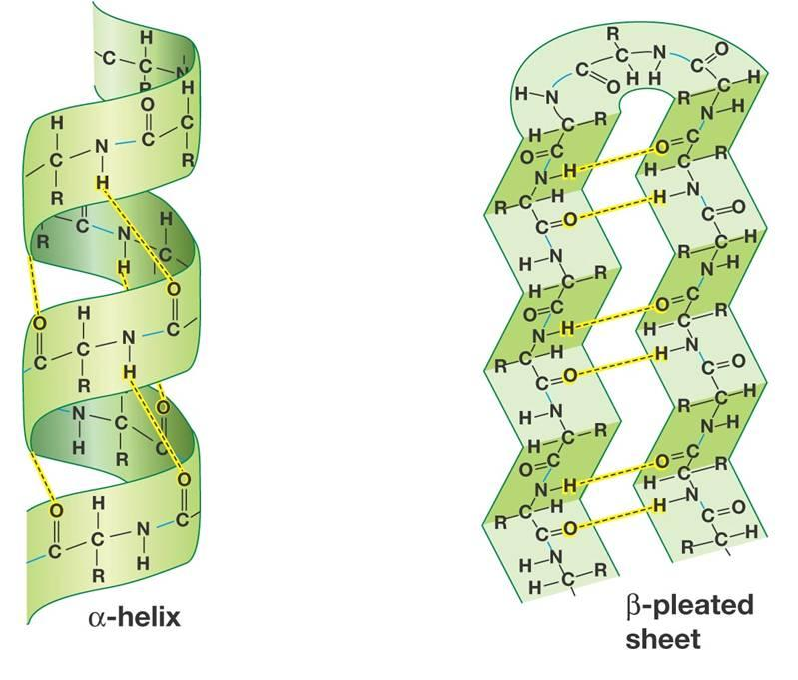 H
C C N
R H
O
H N C C
C R
R H
C H
R N C
H
O O
H
C C N C
R H
N C O C
H R
O O
H
C C N C
R H
α-helix
R
C N C O
C O H H C H
H N R
N H
C R
H O C
O C C R
N H H
R C H H N
C O C O
H N R C H
C R N H
H O C
O C C R
N H H
R C H H N
C O C O
H N R C H
C R N H
H O C
O C C R
N H H
R C H H N
C O C O
H N R C H
H C R
β-pleated
sheet